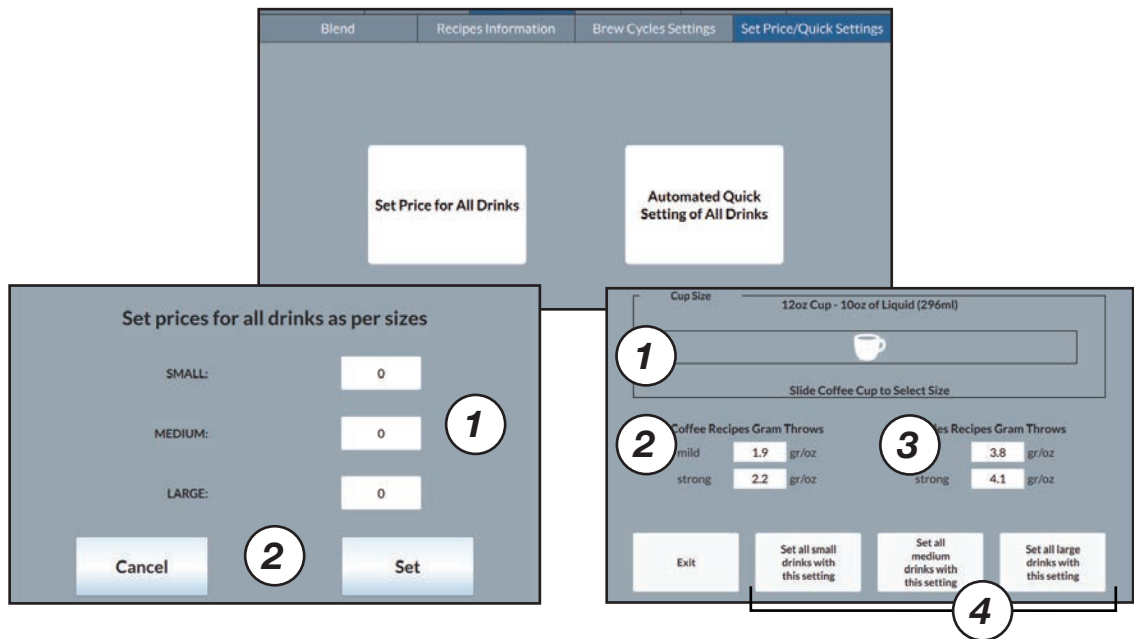 Blend Recipes Information Brew Cycles Settings Set Price/Quick Settings
Set Price for All Drinks
Automated Quick
Setting of All Drinks
Set prices for all drinks as per sizes
SMALL: 0
MEDIUM: 0
LARGE: 0
1
Cancel
2
Set
Cup Size
12oz Cup - 10oz of Liquid (296ml)
1
Slide Coffee Cup to Select Size
2
Coffee Recipes Gram Throws
mild 1.9 gr/oz
strong 2.2 gr/oz
3
Recipes Gram Throws
3.8 gr/oz
strong 4.1 gr/oz
Exit
Set all small
drinks with
this setting
Set all
medium
drinks with
this setting
Set all large
drinks with
this setting
4